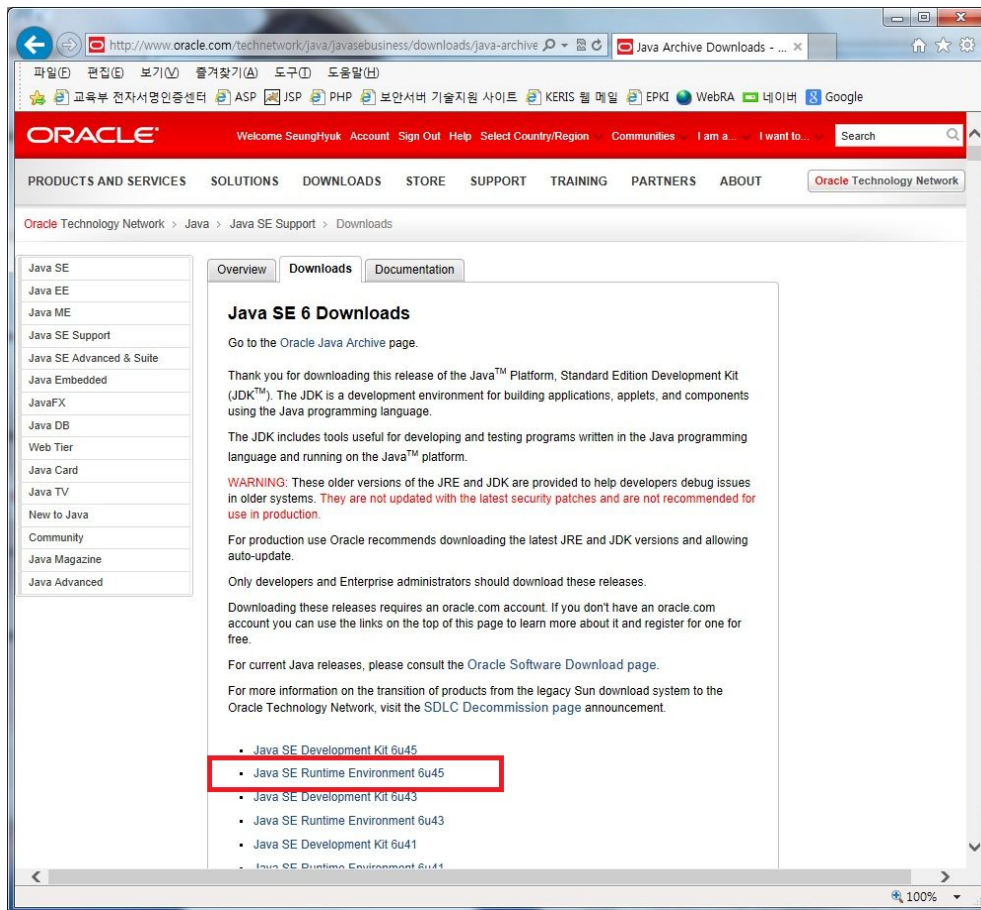 http://www.oracle.com/technetwork/java/javasebusiness/downloads/java-archive
Java Archive Downloads - ...
파일(F) 편집(E) 보기(V) 즐겨찾기(A) 도구(T) 도움말(H)
교육부 전자서명인증센터 ASP JSP PHP 보안서버 기술지원 사이트 KERIS 웹 메일 EPKI WebRA 네이버 Google
ORACLE
Welcome SeungHyuk Account Sign Out Help Select Country/Region Communities I am a... I want to... Search
PRODUCTS AND SERVICES SOLUTIONS DOWNLOADS STORE SUPPORT TRAINING PARTNERS ABOUT Oracle Technology Network
Oracle Technology Network > Java > Java SE Support > Downloads
Java SE
Java EE
Java ME
Java SE Support
Java SE Advanced & Suite
Java Embedded
JavaFX
Java DB
Web Tier
Java Card
Java TV
New to Java
Community
Java Magazine
Java Advanced
Overview Downloads Documentation
Java SE 6 Downloads
Go to the Oracle Java Archive page.
Thank you for downloading this release of the Java™ Platform, Standard Edition Development Kit
(JDK™). The JDK is a development environment for building applications, applets, and components
using the Java programming language.
The JDK includes tools useful for developing and testing programs written in the Java programming
language and running on the Java™ platform.
WARNING: These older versions of the JRE and JDK are provided to help developers debug issues
in older systems. They are not updated with the latest security patches and are not recommended for
use in production.
For production use Oracle recommends downloading the latest JRE and JDK versions and allowing
auto-update.
Only developers and Enterprise administrators should download these releases.
Downloading these releases requires an oracle.com account. If you don't have an oracle.com
account you can use the links on the top of this page to learn more about it and register for one for
free.
For current Java releases, please consult the Oracle Software Download page.
For more information on the transition of products from the legacy Sun download system to the
Oracle Technology Network, visit the SDLC Decommission page announcement.
Java SE Development Kit 6u45
Java SE Runtime Environment 6u45
Java SE Development Kit 6u43
Java SE Runtime Environment 6u43
Java SE Development Kit 6u41
Java SE Runtime Environment 6u41
100%